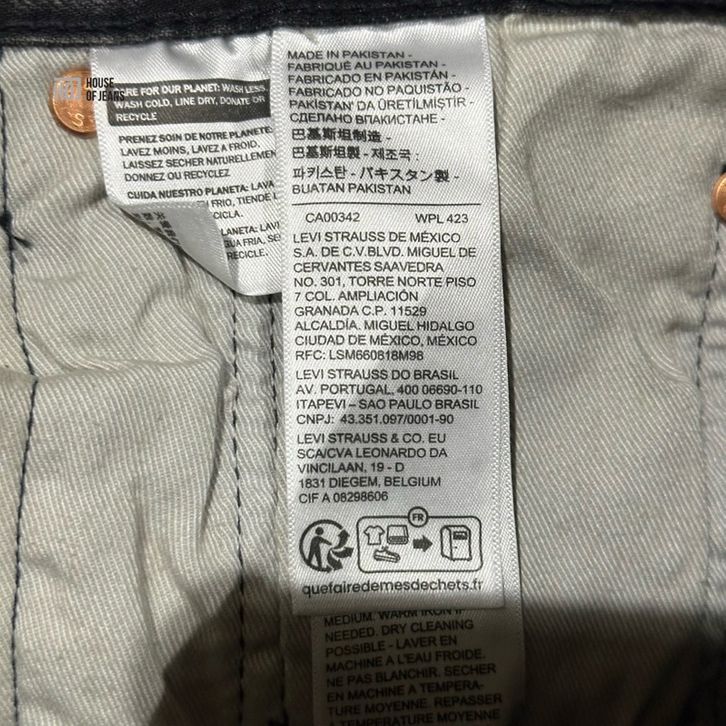 HOUSE
OF JEANS
CARE FOR OUR PLANET: WASH LESS,
WASH COLD, LINE DRY, DONATE OR
RECYCLE
PRENEZ SOIN DE NOTRE PLANETE:
LAVEZ MOINS, LAVEZ A FROID,
LAISSEZ SECHER NATURELLEMEN
DONNEZ OU RECYCLEZ
CUIDA NUESTRO PLANETA: LAVA
FRIO, TIENDE L
CICLA.
LANETA: LAV
GUA FRIA, SE
RECICLE.
MADE IN PAKISTAN -
FABRIQUÉ AU PAKISTAN -
FABRICADO EN PAKISTÁN -
FABRICADO NO PAQUISTÃO -
PAKİSTAN' DA ÜRETİLMİŞTİR -
СДЕЛАНО ВПАКИСТАНЕ -
巴基斯坦制造 -
巴基斯坦製 - 제조국 :
파키스탄 - パキスタン製 -
BUATAN PAKISTAN
CA00342 WPL 423
LEVI STRAUSS DE MÉXICO
S.A. DE C.V.BLVD. MIGUEL DE
CERVANTES SAAVEDRA
NO. 301, TORRE NORTE PISO
7 COL. AMPLIACIÓN
GRANADA C.P. 11529
ALCALDÍA. MIGUEL HIDALGO
CIUDAD DE MÉXICO, MÉXICO
RFC: LSM660818M98
LEVI STRAUSS DO BRASIL
AV. PORTUGAL, 400 06690-110
ITAPEVI – SAO PAULO BRASIL
CNPJ: 43.351.097/0001-90
LEVI STRAUSS & CO. EU
SCA/CVA LEONARDO DA
VINCILAAN, 19 - D
1831 DIEGEM, BELGIUM
CIF A 08298606
FR
quefairedemesdechets.fr
MEDIUM. WARM IRON IF
NEEDED. DRY CLEANING
POSSIBLE - LAVER EN
MACHINE A L'EAU FROIDE.
NE PAS BLANCHIR. SECHER
EN MACHINE A TEMPERA-
TURE MOYENNE. REPASSER
A TEMPERATURE MOYENNE